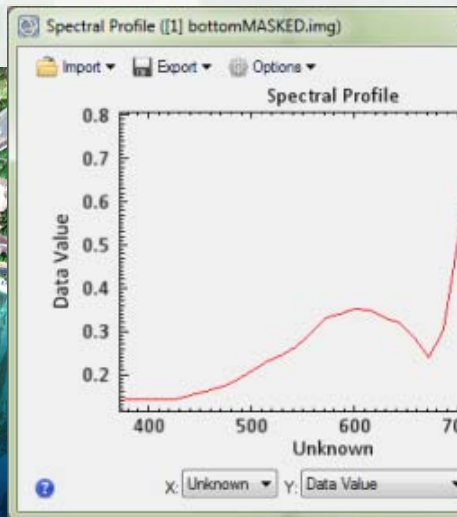 Spectral Profile ([1] bottomMASKED.img)
Import Export Options
Spectral Profile
0.8
0.7
0.6
0.5
0.4
0.3
0.2
Data Value
400 500 600 70
Unknown
? X: Unknown Y: Data Value